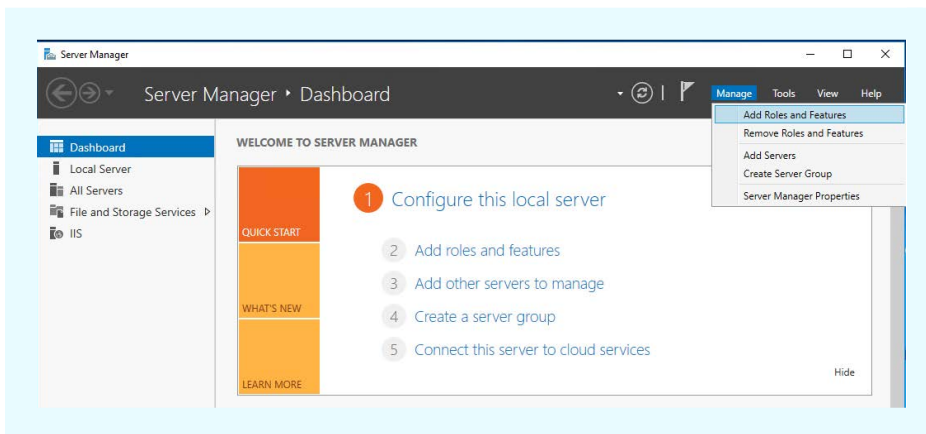 Server Manager
Server Manager • Dashboard
Manage Tools View Help
Add Roles and Features
Remove Roles and Features
Add Servers
Create Server Group
Server Manager Properties
Dashboard
Local Server
All Servers
File and Storage Services
IIS
WELCOME TO SERVER MANAGER
QUICK START
WHAT'S NEW
LEARN MORE
1 Configure this local server
2 Add roles and features
3 Add other servers to manage
4 Create a server group
5 Connect this server to cloud services
Hide